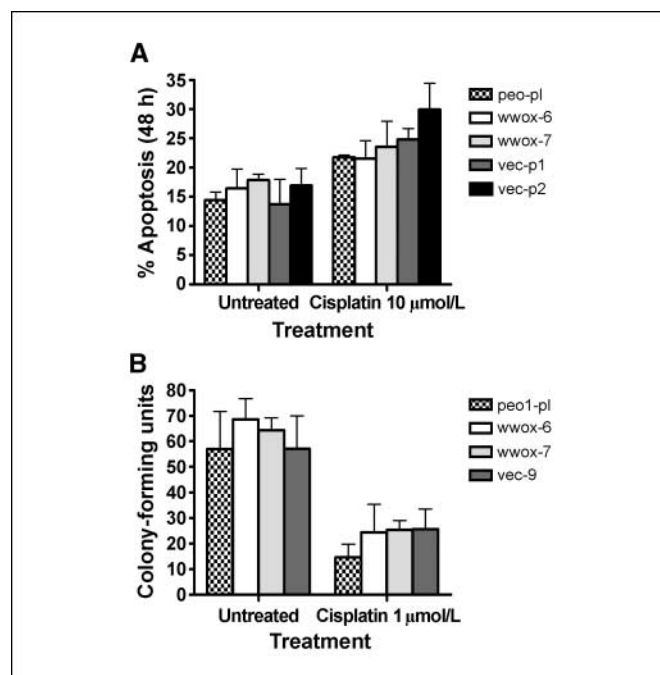 A
% Apoptosis (48 h)
35
30
25
20
15
10
5
0
Untreated Cisplatin 10 μmol/L
Treatment
peo-pl
wwox-6
wwox-7
vec-p1
vec-p2
B
Colony-forming units
80
70
60
50
40
30
20
10
0
Untreated Cisplatin 1 μmol/L
Treatment
peo1-pl
wwox-6
wwox-7
vec-9